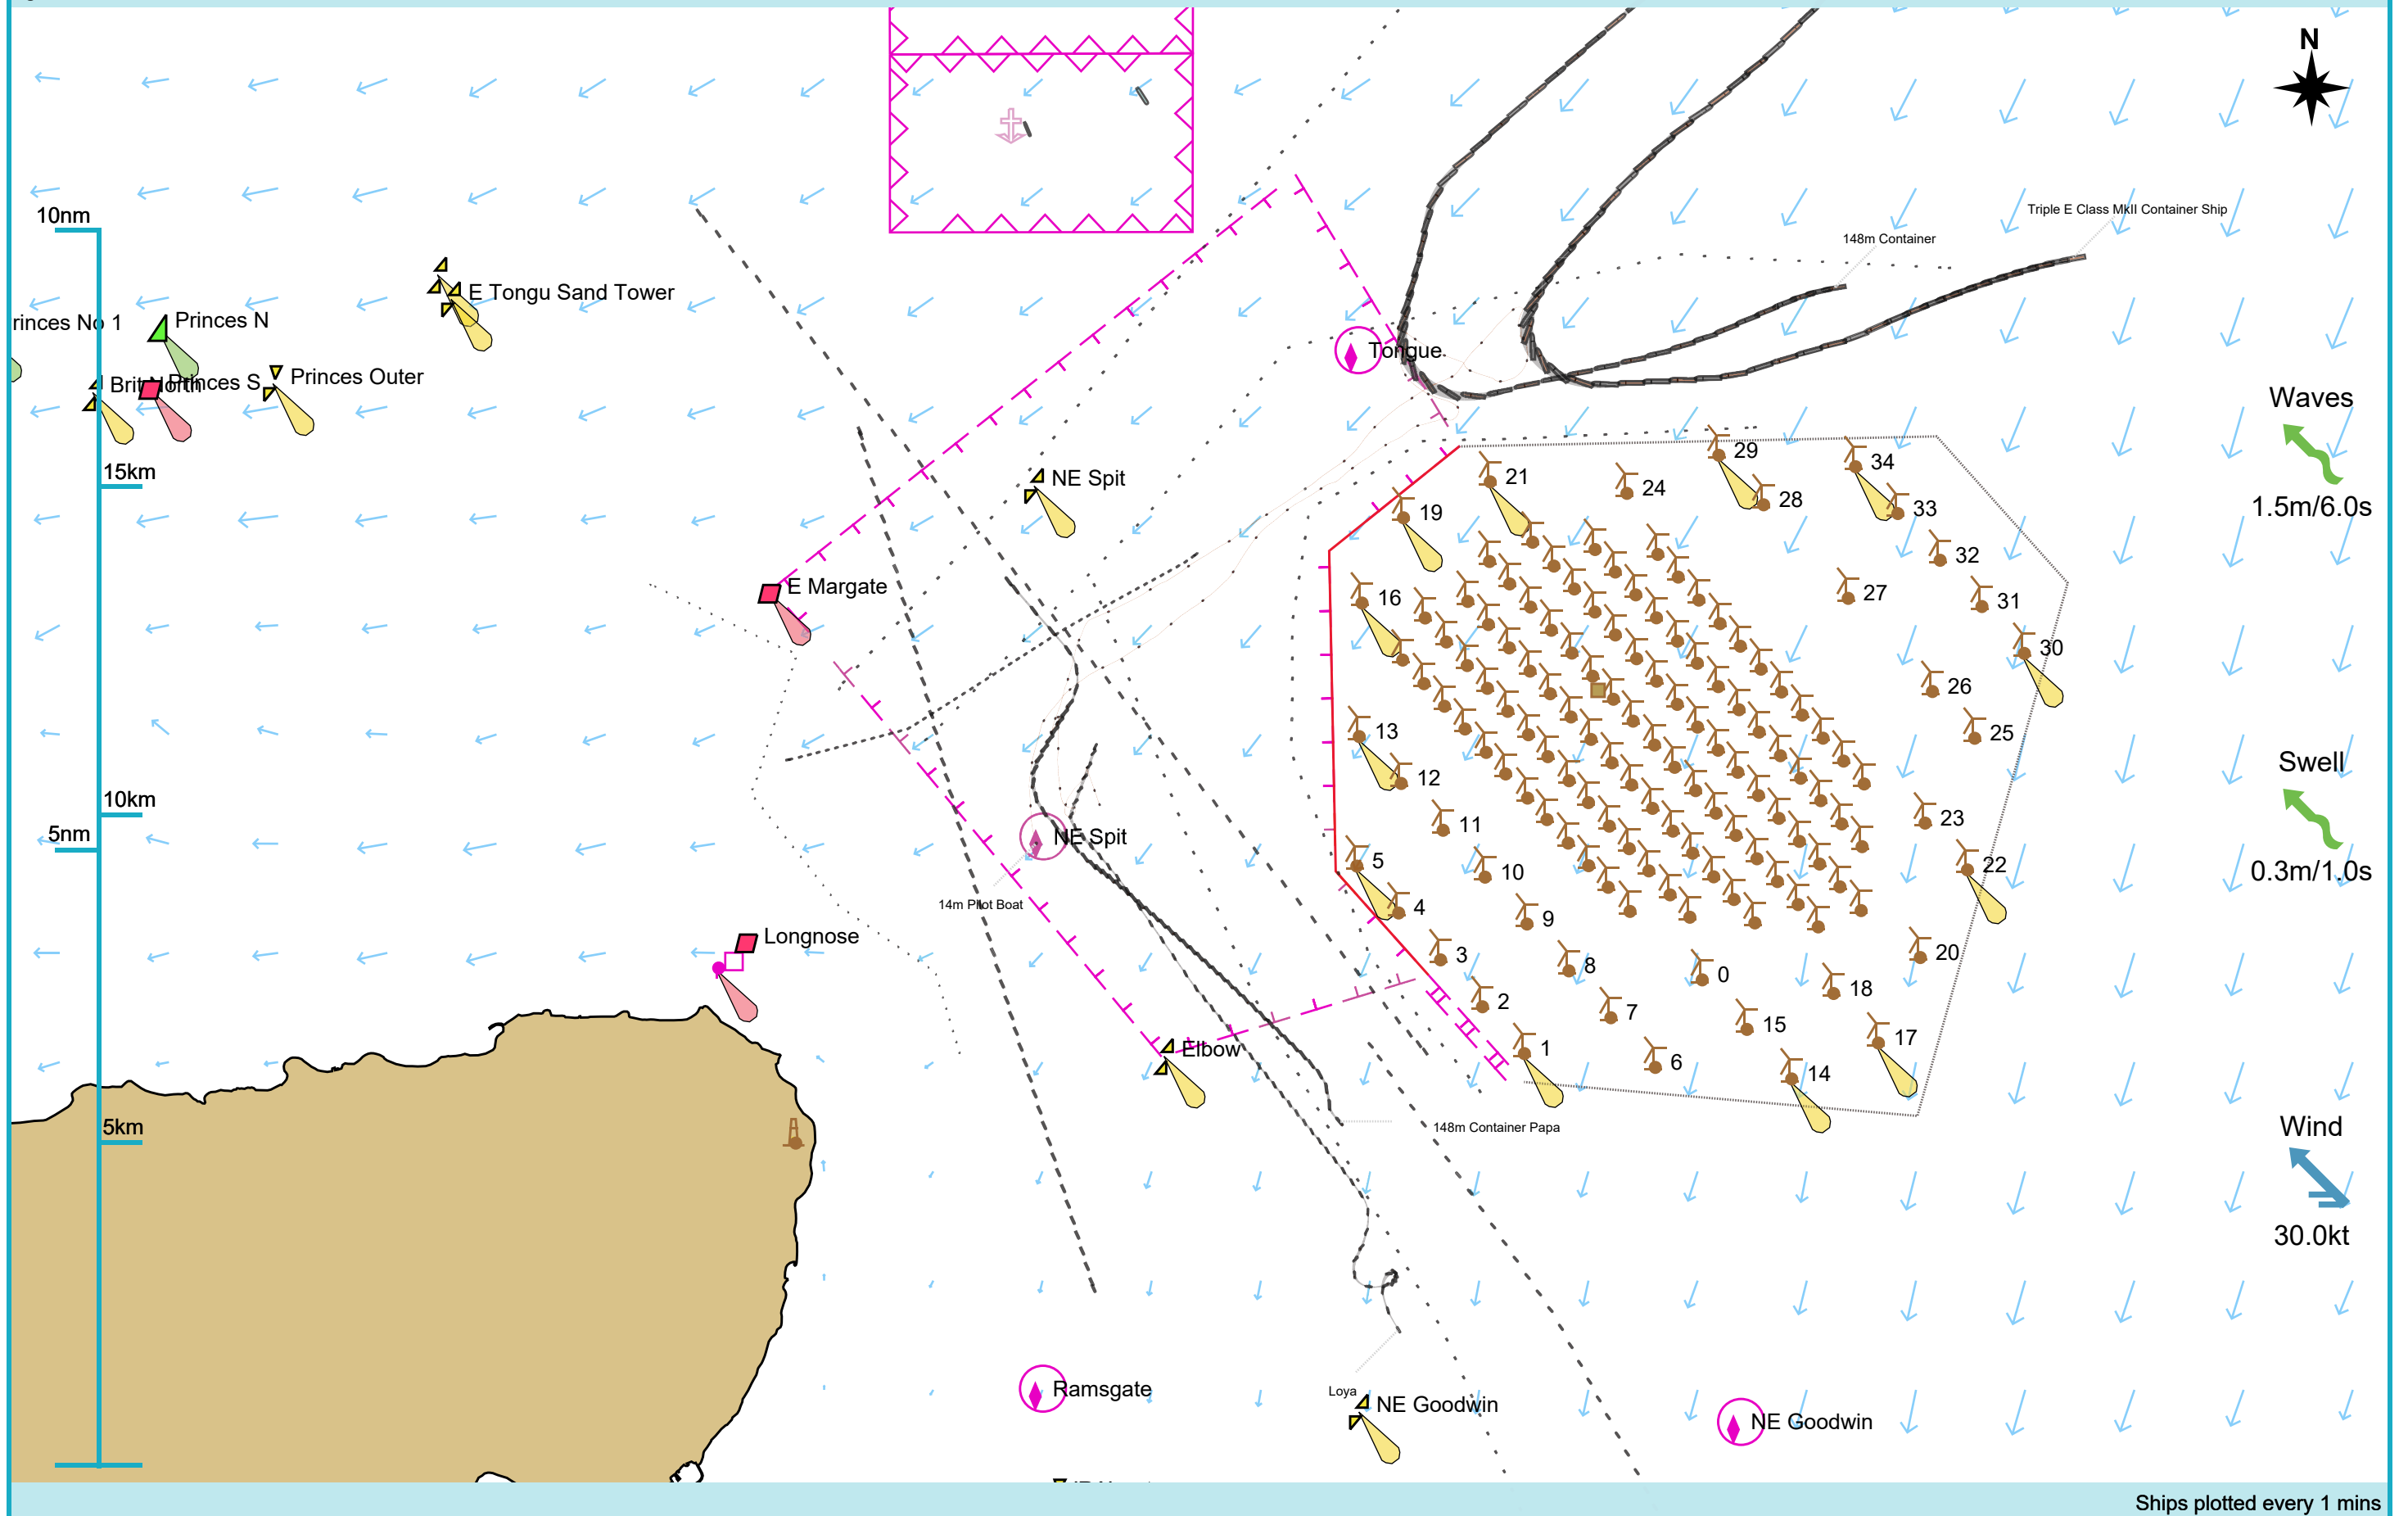 N
10nm
Triple E Class MkII Container Ship
148m Container
E Tongu Sand Tower
rinces No 1
Princes N
Tongue
Brit North
Princes S
Princes Outer
Waves
1.5m/6.0s
15km
NE Spit
29
34
21
24
28
33
19
32
E Margate
27
31
16
30
26
13
25
Swell
0.3m/1.0s
12
10km
5nm
23
11
NE Spit
5
22
10
14m Pilot Boat
4
9
Longnose
3
20
8
0
2
18
7
15
Elbow
1
17
6
14
5km
148m Container Papa
Wind
30.0kt
Ramsgate
Loya
NE Goodwin
NE Goodwin
Ships plotted every 1 mins